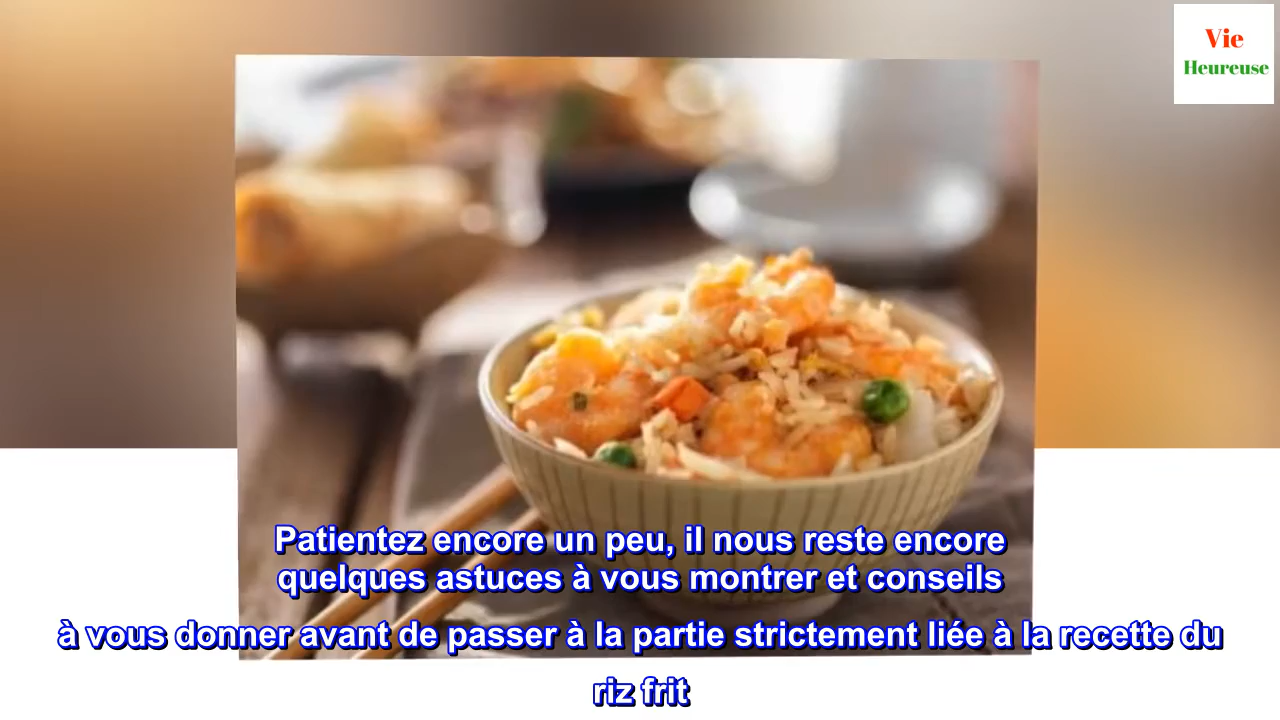 Vie
Heureuse
Patientez encore un peu, il nous reste encore
quelques astuces à vous montrer et conseils
à vous donner avant de passer à la partie strictement liée à la recette du
riz frit